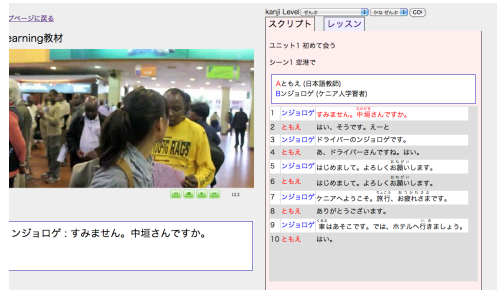 プページに戻る
earning教材
MAGIC RAGS
12.2
ンジョロゲ：すみません。中垣さんですか。
kanji Level ぜんぶ かな ぜんぶ GO!
スクリプト レッスン
ユニット1 初めて会う
シーン1 空港で
Aともえ (日本語教師)
Bンジョロゲ (ケニア人学習者)
1 ンジョロゲ すみません。中垣さんですか。
2 ともえ はい、そうです。えーと
3 ンジョロゲ ドライバーのンジョロゲです。
4 ともえ あ、ドライバーさんですね。はい。
5 ンジョロゲ はじめまして。よろしくお願いします。
6 ともえ はじめまして。よろしくお願いします。
7 ンジョロゲ ケニアへようこそ。旅行、お疲れさまです。
8 ともえ ありがとうございます。
9 ンジョロゲ 車はあそこです。では、ホテルへ行きましょう。
10 ともえ はい。